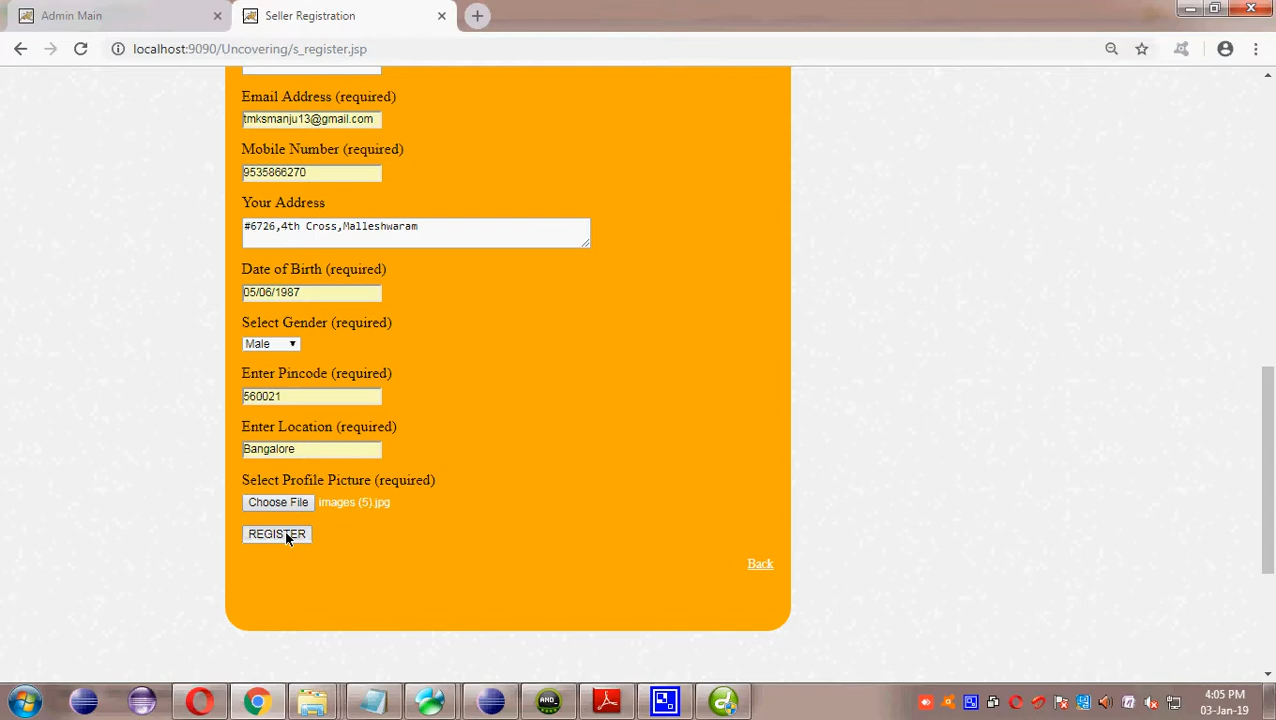 Admin Main
Seller Registration
localhost:9090/Uncovering/s_register.jsp
Email Address (required)
tmksmanju13@gmail.com
Mobile Number (required)
9535866270
Your Address
#6726,4th Cross,Malleshwaram
Date of Birth (required)
05/06/1987
Select Gender (required)
Male
Enter Pincode (required)
560021
Enter Location (required)
Bangalore
Select Profile Picture (required)
Choose File images (5).jpg
REGISTER
Back
AND_
4:05 PM
03-Jan-19